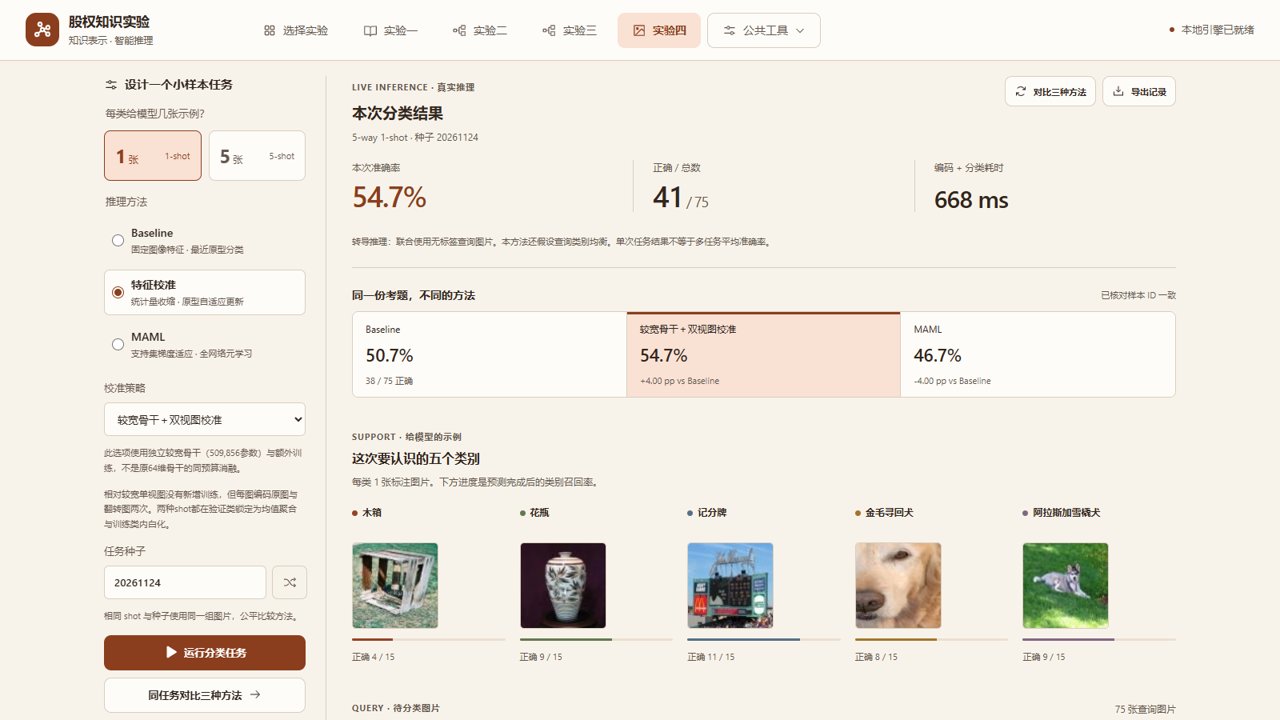 股权知识实验
知识表示 · 智能推理
选择实验
实验一
实验二
实验三
实验四
公共工具
本地引擎已就绪
设计一个小样本任务
每类给模型几张示例?
1 张 1-shot
5 张 5-shot
推理方法
Baseline
固定图像特征 · 最近原型分类
特征校准
统计量收缩 · 原型自适应更新
MAML
支持集梯度适应 · 全网络元学习
校准策略
较宽骨干 + 双视图校准
此选项使用独立较宽骨干（509,856参数）与额外训
练，不是原64维骨干的同预算消融。
相对较宽单视图没有新增训练，但每图编码原图与
翻转图两次。两种shot都在验证类锁定为均值聚合
与训练类内白化。
任务种子
20261124
相同 shot 与种子使用同一组图片，公平比较方法。
运行分类任务
同任务对比三种方法
LIVE INFERENCE · 真实推理
本次分类结果
5-way 1-shot · 种子 20261124
对比三种方法
导出记录
本次准确率
54.7%
正确 / 总数
41 / 75
编码 + 分类耗时
668 ms
转导推理：联合使用无标签查询图片。本方法还假设查询类别均衡。单次任务结果不等于多任务平均准确率。
同一份考题，不同的方法
已核对样本 ID 一致
Baseline
50.7%
38 / 75 正确
较宽骨干 + 双视图校准
54.7%
+4.00 pp vs Baseline
MAML
46.7%
-4.00 pp vs Baseline
SUPPORT · 给模型的示例
这次要认识的五个类别
每类 1 张标注图片。下方进度是预测完成后的类别召回率。
木箱
花瓶
记分牌
金毛寻回犬
阿拉斯加雪橇犬
正确 4 / 15
正确 9 / 15
正确 11 / 15
正确 8 / 15
正确 9 / 15
QUERY · 待分类图片
75 张查询图片